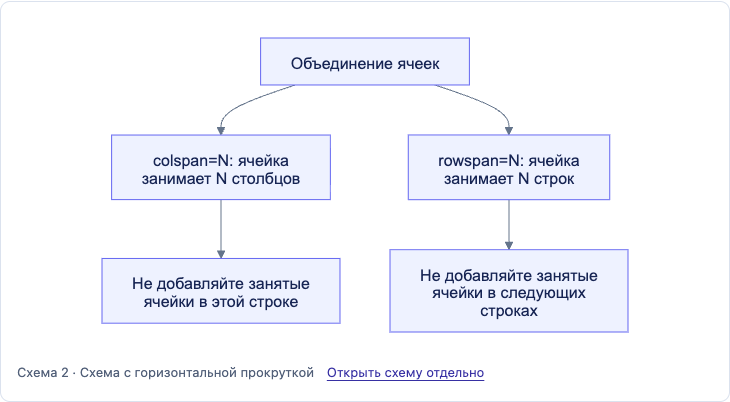 Объединение ячеек
colspan=N: ячейка
занимает N столбцов
rowspan=N: ячейка
занимает N строк
Не добавляйте занятые
ячейки в этой строке
Не добавляйте занятые
ячейки в следующих
строках
Схема 2 · Схема с горизонтальной прокруткой Открыть схему отдельно